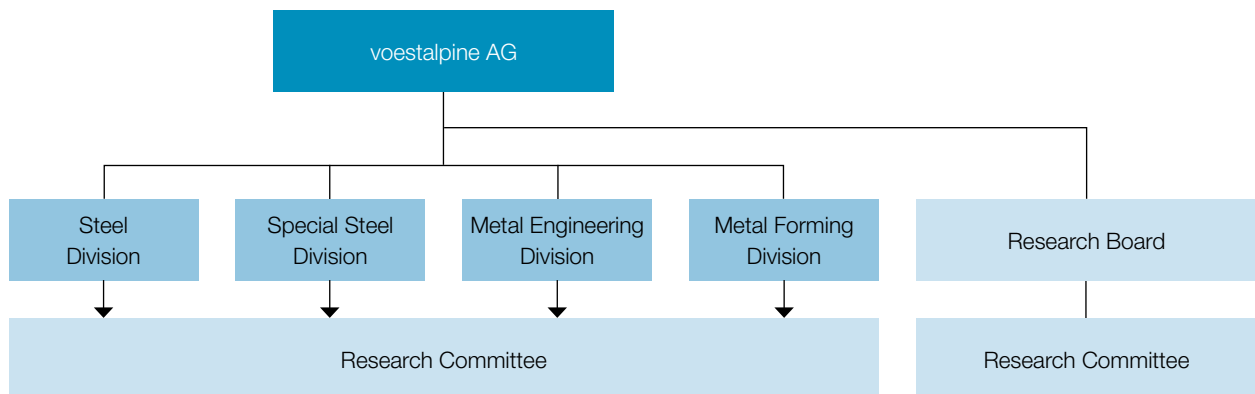 voestalpine AG
Steel
Division
Special Steel
Division
Metal Engineering
Division
Metal Forming
Division
Research Board
Research Committee
Research Committee